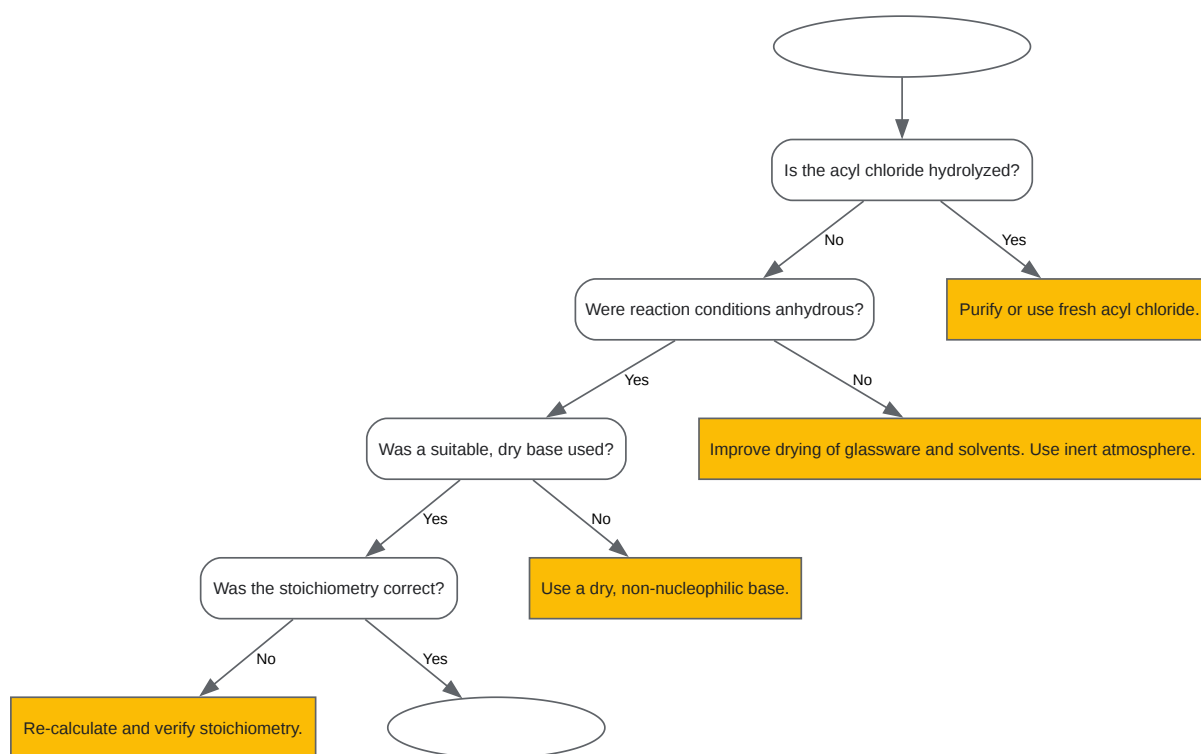 Is the acyl chloride hydrolyzed?
No
Yes
Were reaction conditions anhydrous?
Purify or use fresh acyl chloride.
Yes
No
Was a suitable, dry base used?
Improve drying of glassware and solvents. Use inert atmosphere.
Yes
No
Was the stoichiometry correct?
Use a dry, non-nucleophilic base.
No
Yes
Re-calculate and verify stoichiometry.